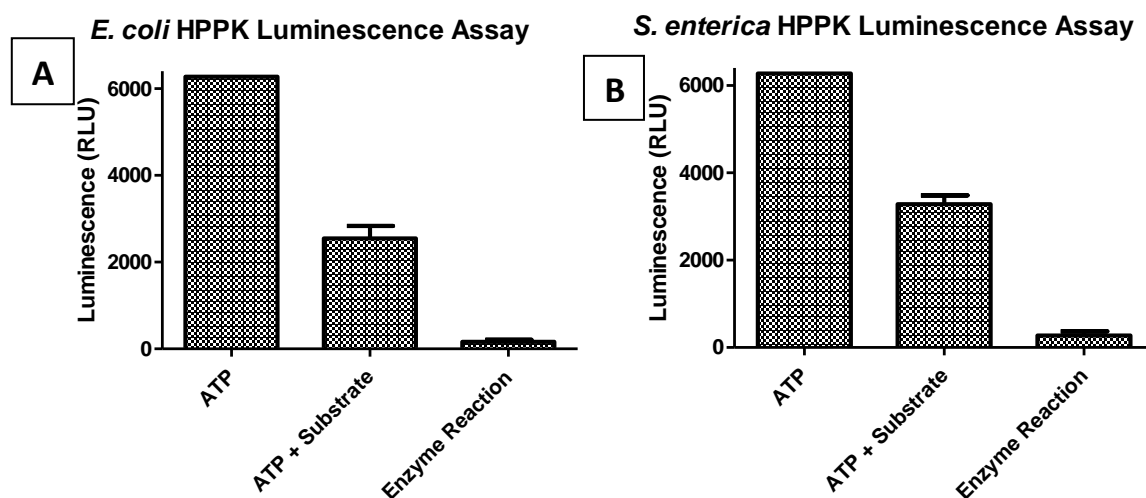 E. coli HPPK Luminescence Assay
A
Luminescence (RLU)
6000
4000
2000
0
ATP
ATP + Substrate
Enzyme Reaction
S. enterica HPPK Luminescence Assay
B
Luminescence (RLU)
6000
4000
2000
0
ATP
ATP + Substrate
Enzyme Reaction